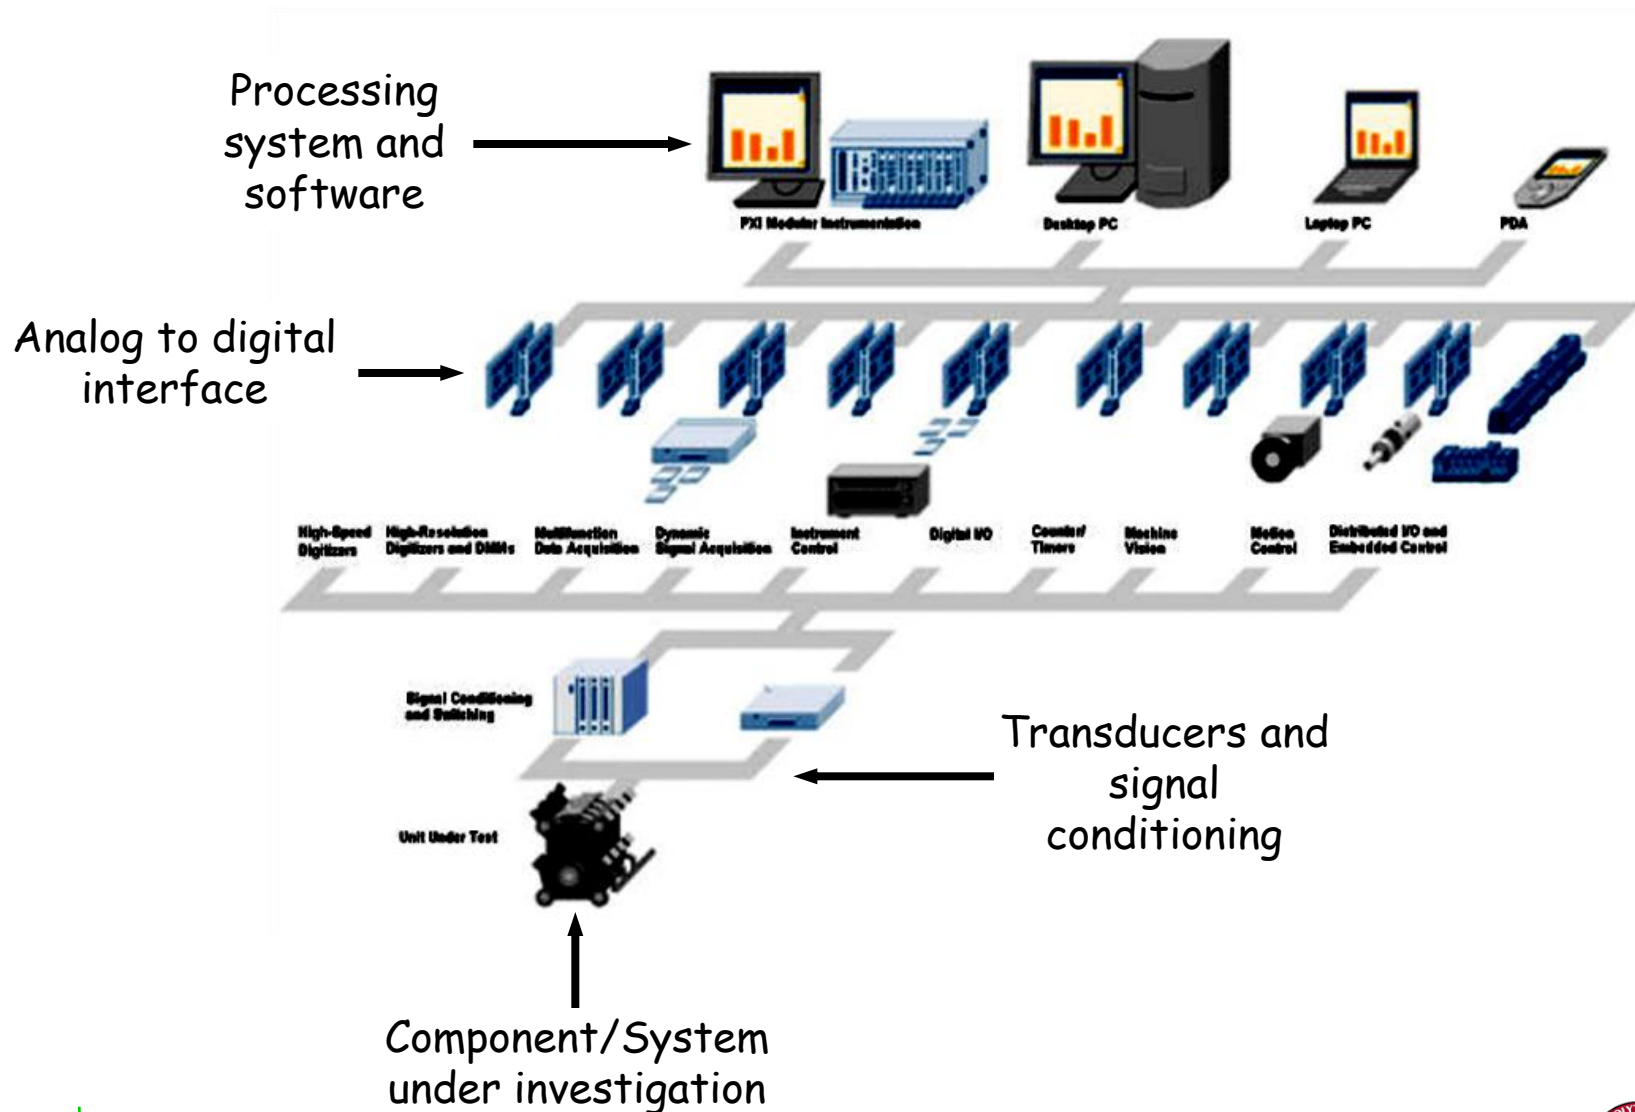 Processing
system and
software
PXI Modular Instrumentation
Desktop PC
Laptop PC
PDA
Analog to digital
interface
High-Speed
Digitizers
High-Resolution
Digitizers and DMMs
Multifunction
Data Acquisition
Dynamic
Signal Acquisition
Instrument
Control
Digital I/O
Counter/
Timers
Machine
Vision
Motion
Control
Distributed I/O and
Embedded Control
Signal Conditioning
and Switching
Transducers and
signal
conditioning
Unit Under Test
Component/System
under investigation